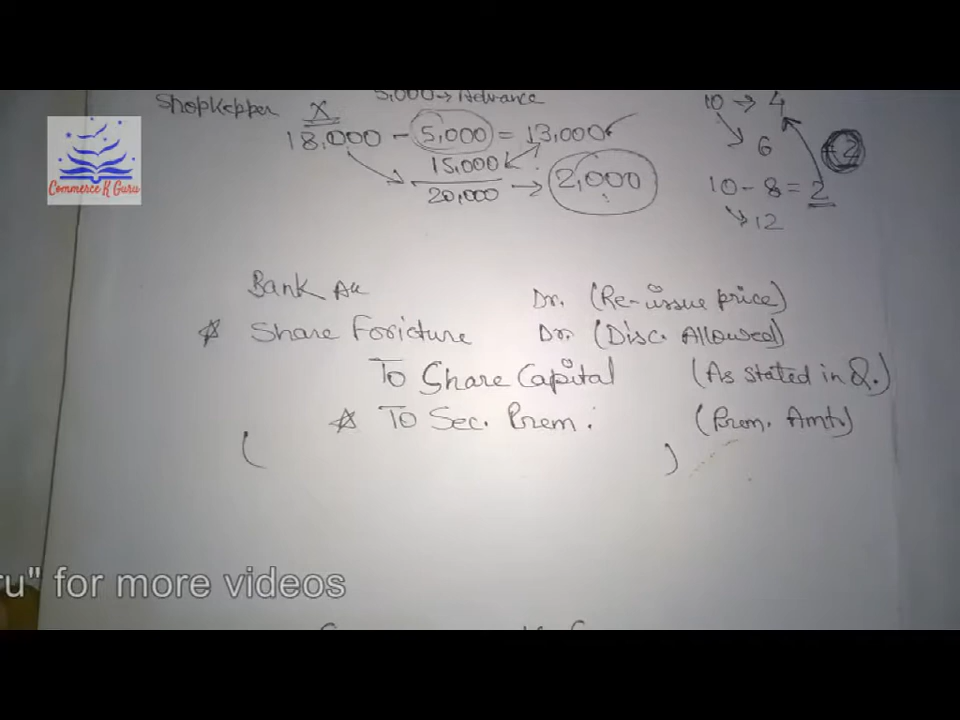 5,000 → Advance
Shopkepper X
18,000 - 5,000 = 13,000
15,000
20,000 → 2,000
10 → 4
6
2
10 - 8 = 2
12
Commerce K Guru
Bank A/c Dr. (Re-issue price)
☆ Share Foricture Dr. (Disc. Allowed)
To Share Capital (As stated in Q.)
☆ To Sec. Prem. (Prem. Amt.)
( )
ru" for more videos